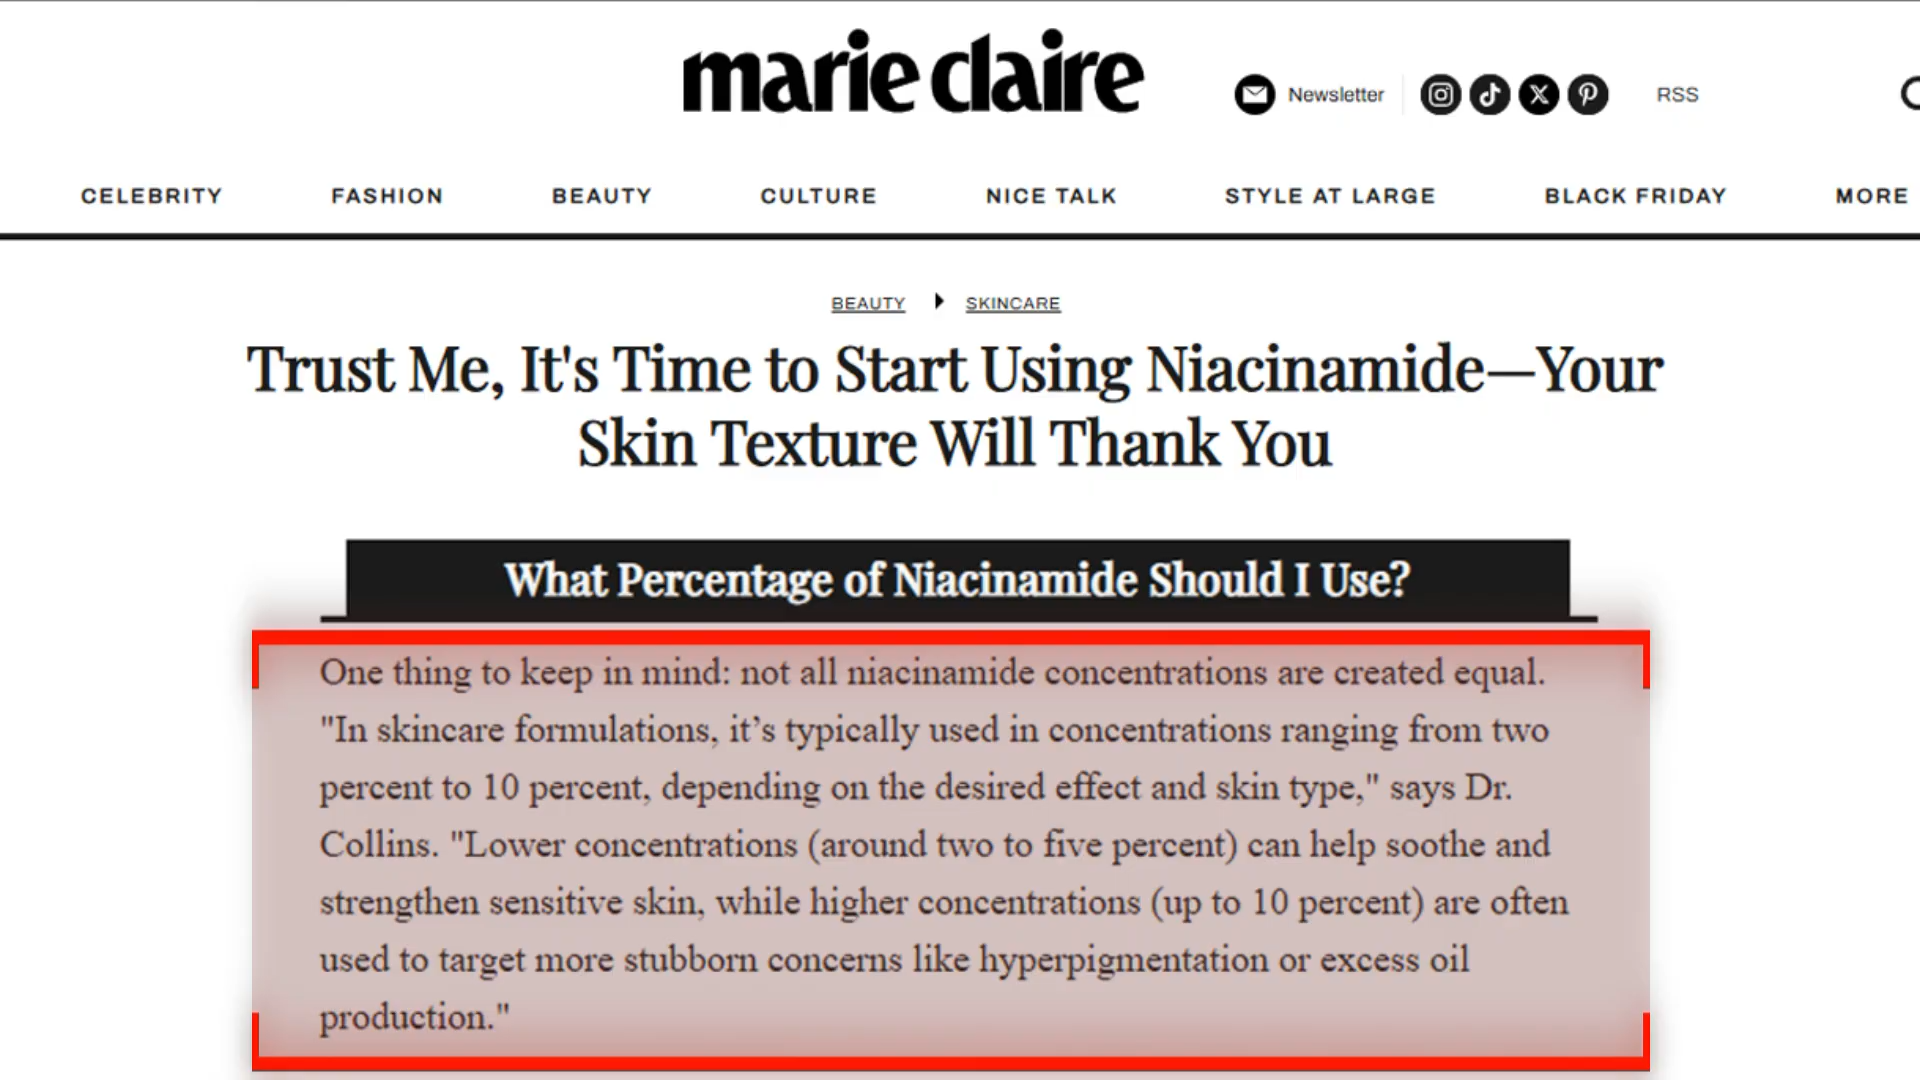 marie claire
Newsletter
RSS
CELEBRITY FASHION BEAUTY CULTURE NICE TALK STYLE AT LARGE BLACK FRIDAY MORE
BEAUTY SKINCARE
Trust Me, It's Time to Start Using Niacinamide—Your
Skin Texture Will Thank You
What Percentage of Niacinamide Should I Use?
One thing to keep in mind: not all niacinamide concentrations are created equal.
"In skincare formulations, it’s typically used in concentrations ranging from two
percent to 10 percent, depending on the desired effect and skin type," says Dr.
Collins. "Lower concentrations (around two to five percent) can help soothe and
strengthen sensitive skin, while higher concentrations (up to 10 percent) are often
used to target more stubborn concerns like hyperpigmentation or excess oil
production."